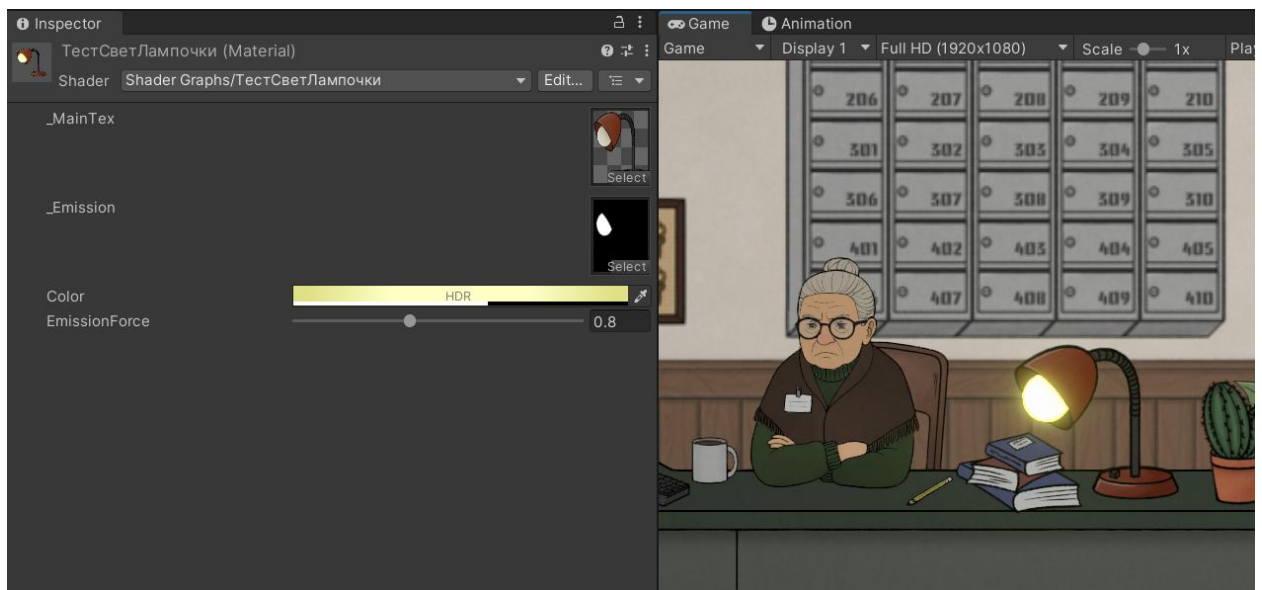 Inspector
ТестСветЛампочки (Material)
Shader Shader Graphs/ТестСветЛампочки Edit...
_MainTex
Select
_Emission
Select
Color HDR
EmissionForce 0.8
Game Animation
Game Display 1 Full HD (1920x1080) Scale 1x Pla
206 207 208 209 210
301 302 303 304 305
306 307 308 309 310
401 402 403 404 405
407 408 409 410